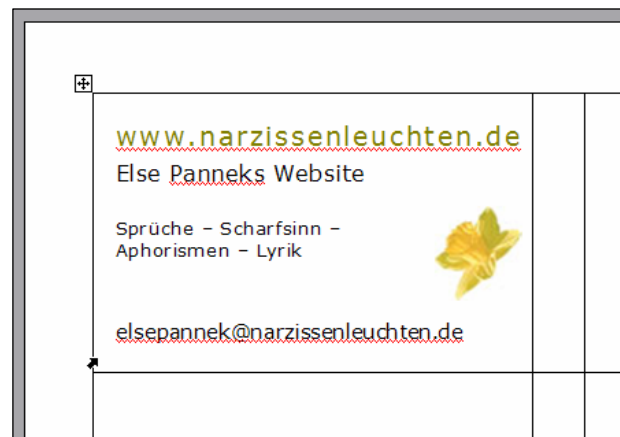 www.narzissenleuchten.de
Else Panneks Website
Sprüche – Scharfsinn –
Aphorismen – Lyrik
elsepannek@narzissenleuchten.de